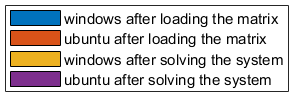 windows after loading the matrix
ubuntu after loading the matrix
windows after solving the system
ubuntu after solving the system